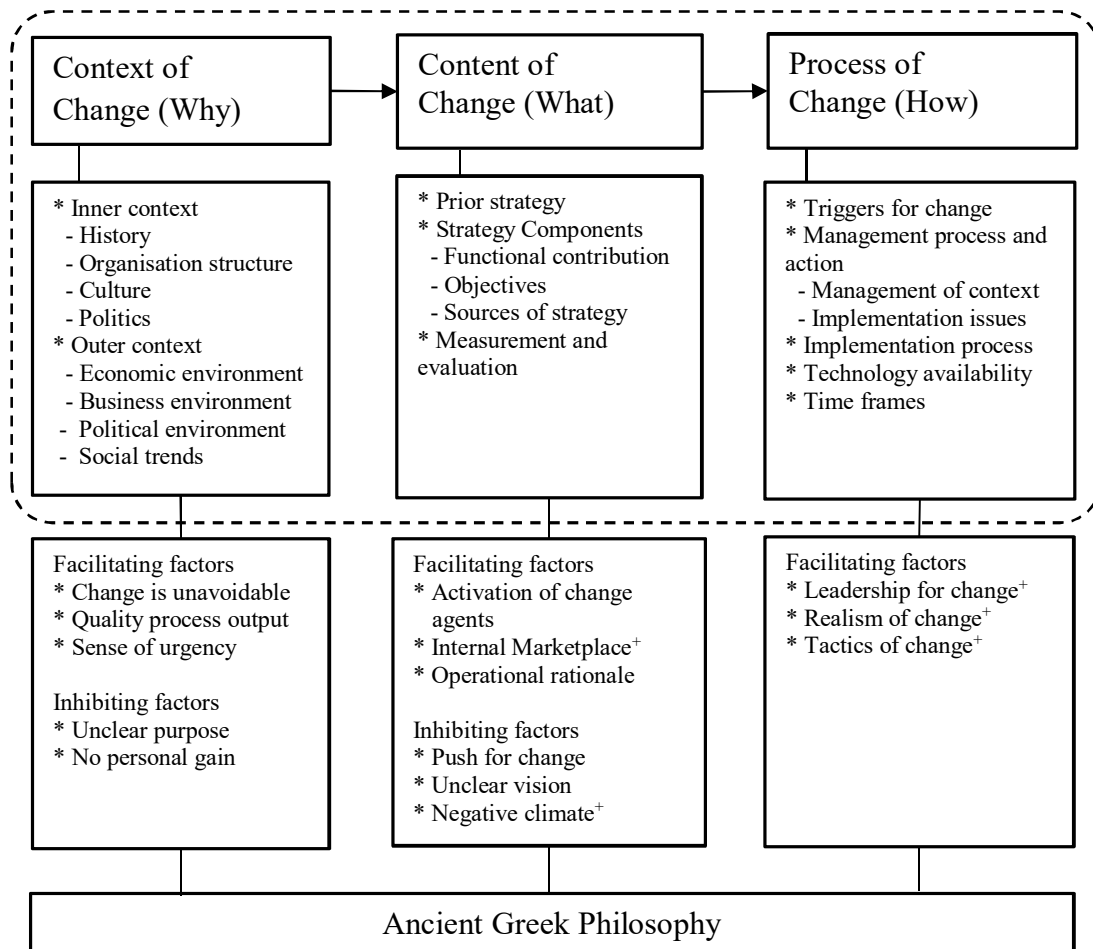 Context of
Change (Why)
Content of
Change (What)
Process of
Change (How)
* Inner context
- History
- Organisation structure
- Culture
- Politics
* Outer context
- Economic environment
- Business environment
- Political environment
- Social trends
* Prior strategy
* Strategy Components
- Functional contribution
- Objectives
- Sources of strategy
* Measurement and
evaluation
* Triggers for change
* Management process and
action
- Management of context
- Implementation issues
* Implementation process
* Technology availability
* Time frames
Facilitating factors
* Change is unavoidable
* Quality process output
* Sense of urgency
Inhibiting factors
* Unclear purpose
* No personal gain
Facilitating factors
* Activation of change
agents
* Internal Marketplace⁺
* Operational rationale
Inhibiting factors
* Push for change
* Unclear vision
* Negative climate⁺
Facilitating factors
* Leadership for change⁺
* Realism of change⁺
* Tactics of change⁺
Ancient Greek Philosophy